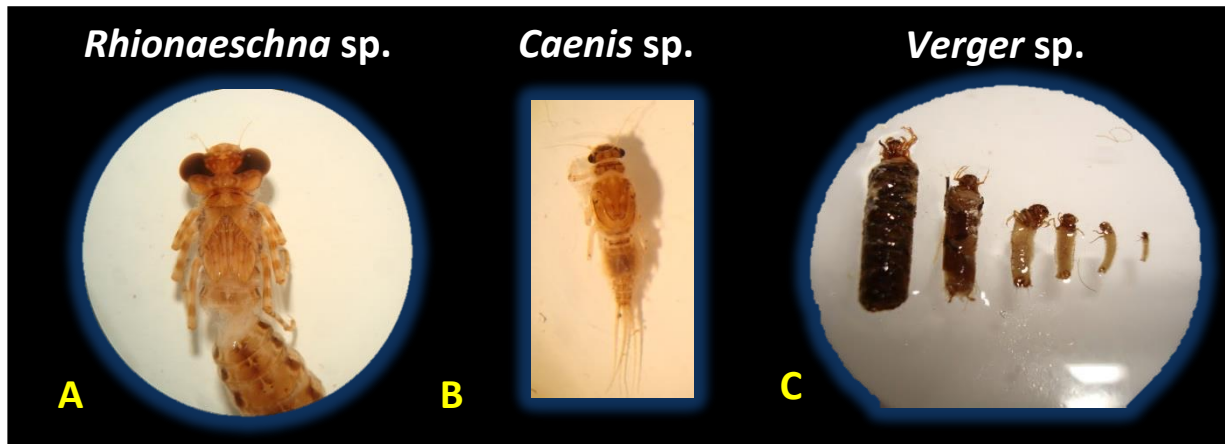 Rhionaeschna sp.
Caenis sp.
Verger sp.
A
B
C